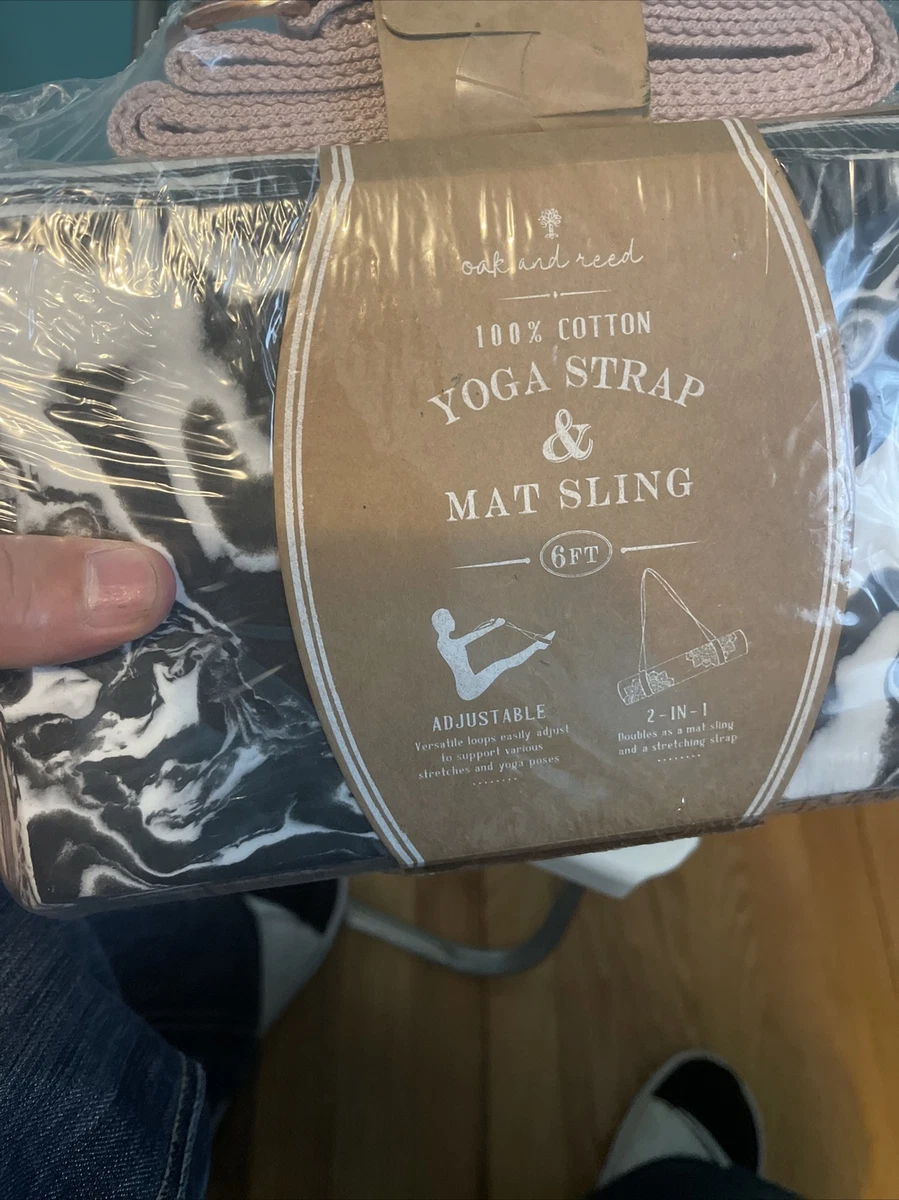 oak and reed
100% COTTON
YOGA STRAP
&
MAT SLING
6FT
ADJUSTABLE
Versatile loops easily adjust
to support various
stretches and yoga poses
2-IN-1
Doubles as a mat sling
and a stretching strap